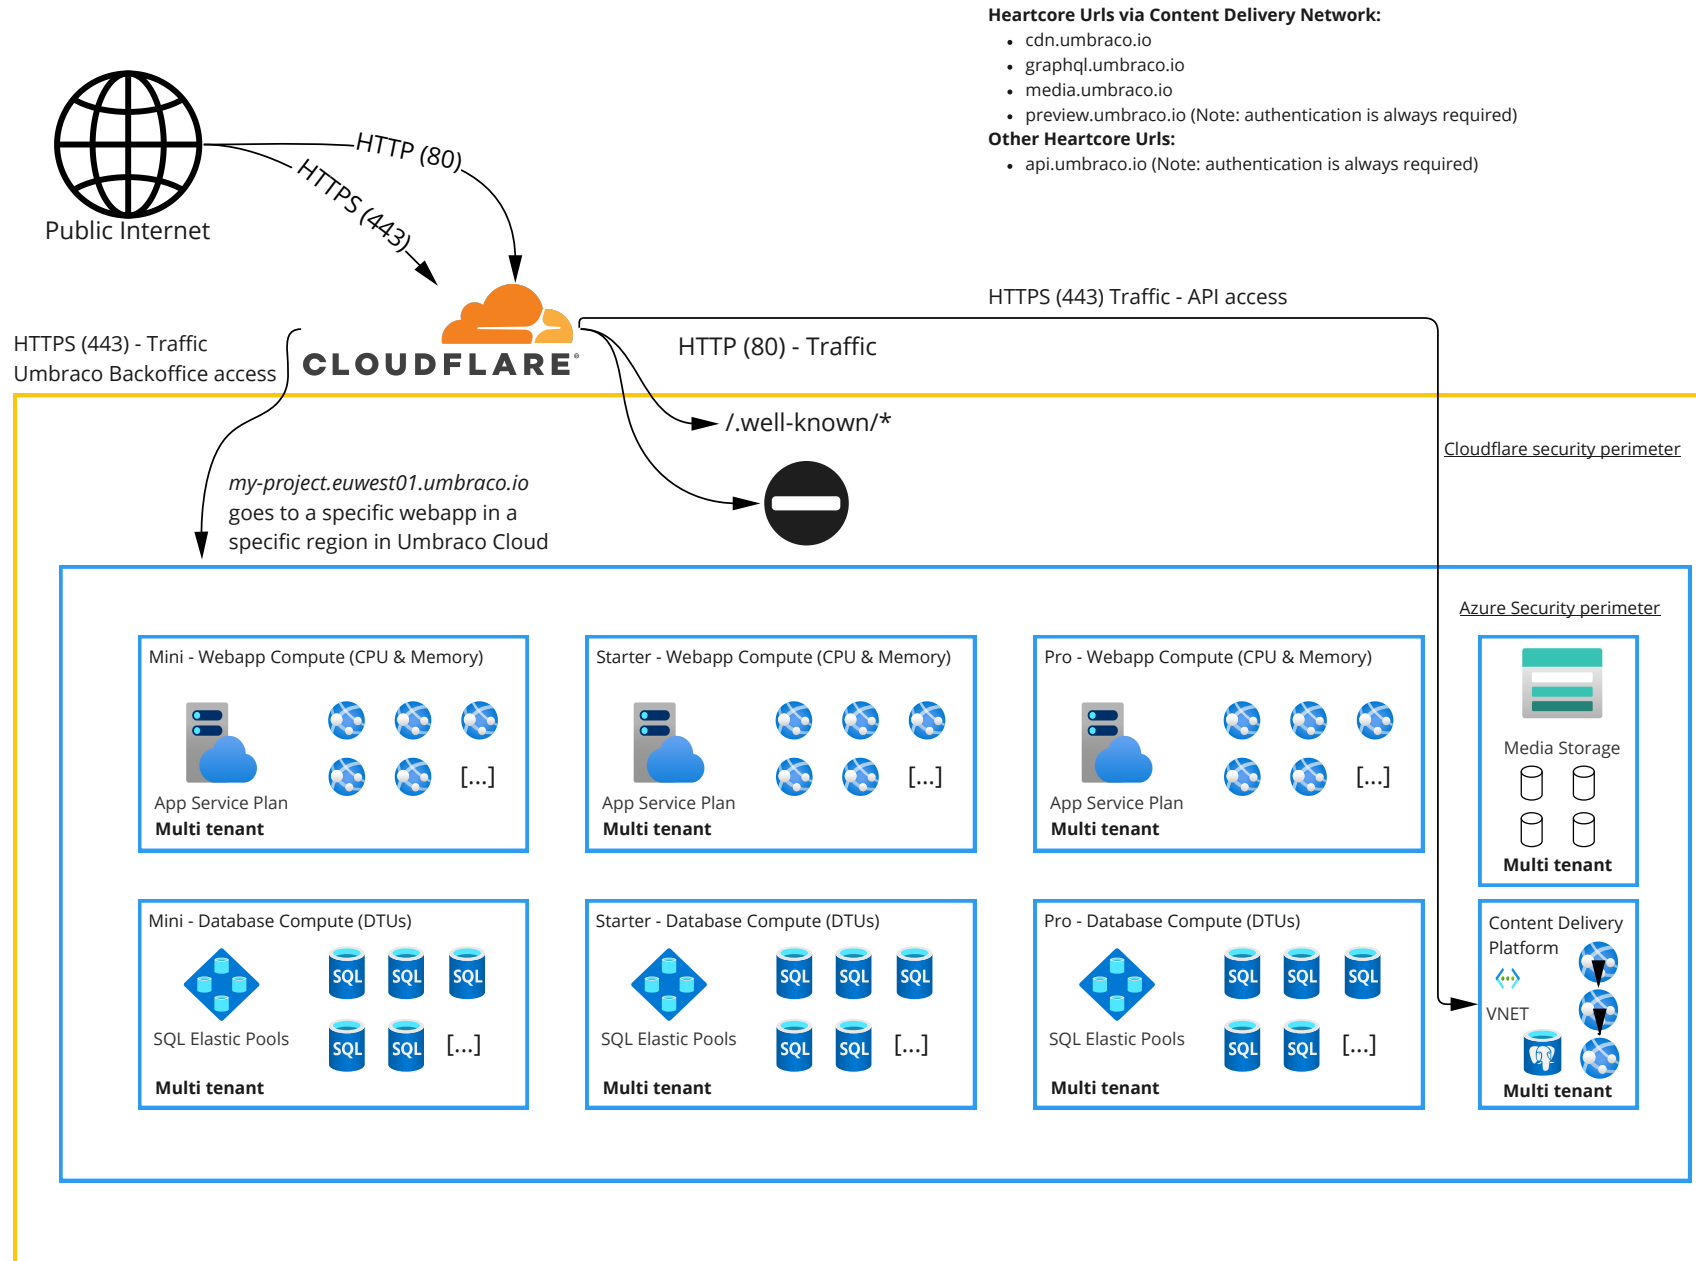 Heartcore Urls via Content Delivery Network:
• cdn.umbraco.io
• graphql.umbraco.io
• media.umbraco.io
• preview.umbraco.io (Note: authentication is always required)
Other Heartcore Urls:
• api.umbraco.io (Note: authentication is always required)
HTTP (80)
HTTPS (443)
Public Internet
HTTPS (443) Traffic - API access
HTTPS (443) - Traffic
Umbraco Backoffice access
CLOUDFLARE®
HTTP (80) - Traffic
/.well-known/*
Cloudflare security perimeter
my-project.euwest01.umbraco.io
goes to a specific webapp in a
specific region in Umbraco Cloud
Azure Security perimeter
Mini - Webapp Compute (CPU & Memory)
[...]
App Service Plan
Multi tenant
Starter - Webapp Compute (CPU & Memory)
[...]
App Service Plan
Multi tenant
Pro - Webapp Compute (CPU & Memory)
[...]
App Service Plan
Multi tenant
Media Storage
Multi tenant
Mini - Database Compute (DTUs)
SQL SQL SQL
SQL Elastic Pools
SQL SQL [...]
Multi tenant
Starter - Database Compute (DTUs)
SQL SQL SQL
SQL Elastic Pools
SQL SQL [...]
Multi tenant
Pro - Database Compute (DTUs)
SQL SQL SQL
SQL Elastic Pools
SQL SQL [...]
Multi tenant
Content Delivery
Platform
VNET
Multi tenant